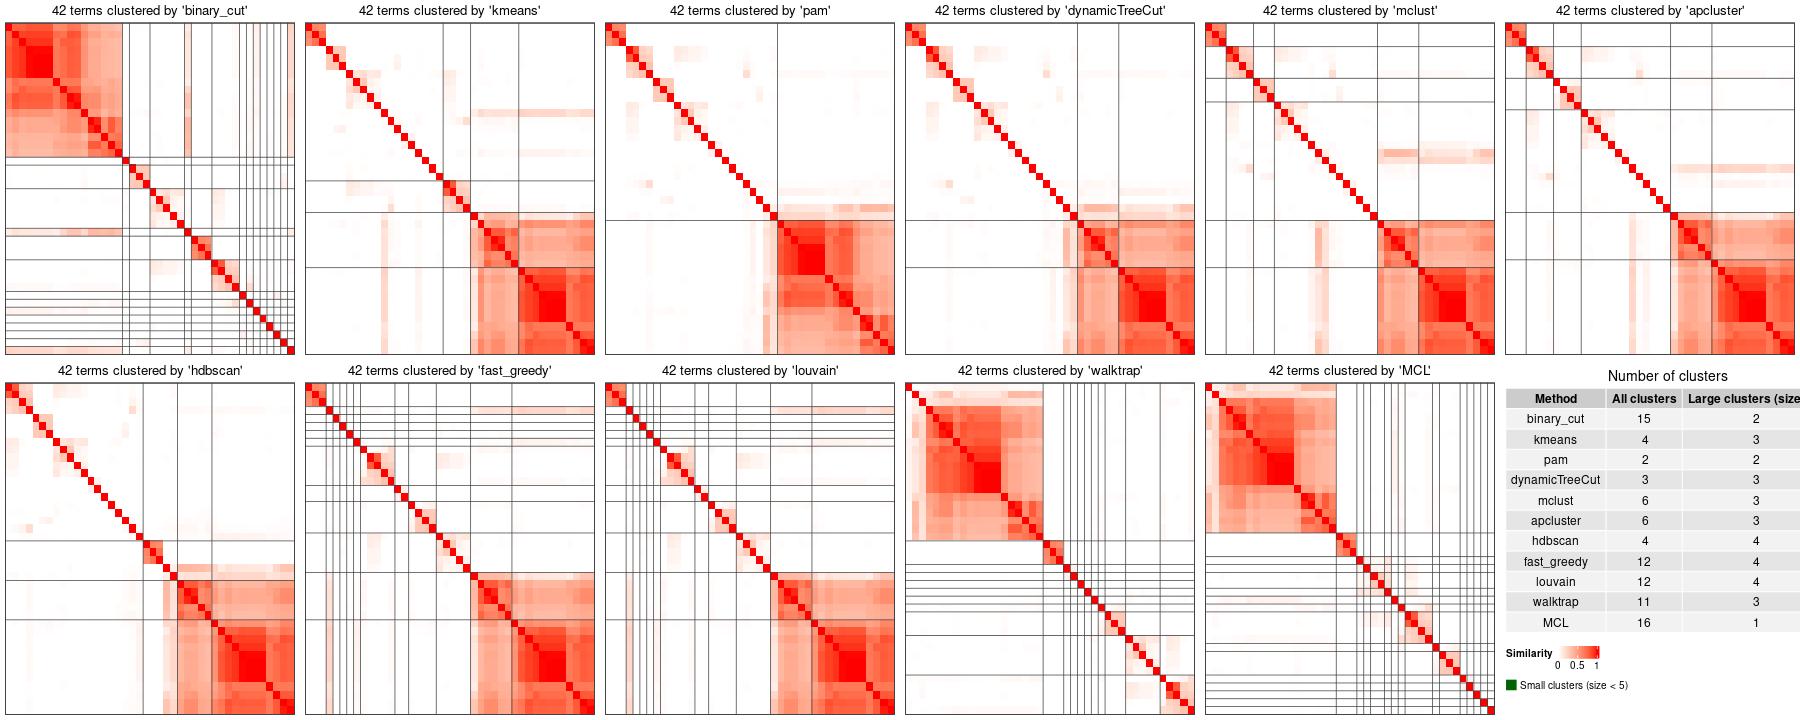 42 terms clustered by 'binary_cut'
42 terms clustered by 'kmeans'
42 terms clustered by 'pam'
42 terms clustered by 'dynamicTreeCut'
42 terms clustered by 'mclust'
42 terms clustered by 'apcluster'
42 terms clustered by 'hdbscan'
42 terms clustered by 'fast_greedy'
42 terms clustered by 'louvain'
42 terms clustered by 'walktrap'
42 terms clustered by 'MCL'
Number of clusters
Method All clusters Large clusters (size
binary_cut 15 2
kmeans 4 3
pam 2 2
dynamicTreeCut 3 3
mclust 6 3
apcluster 6 3
hdbscan 4 4
fast_greedy 12 4
louvain 12 4
walktrap 11 3
MCL 16 1
Similarity
0 0.5 1
Small clusters (size < 5)